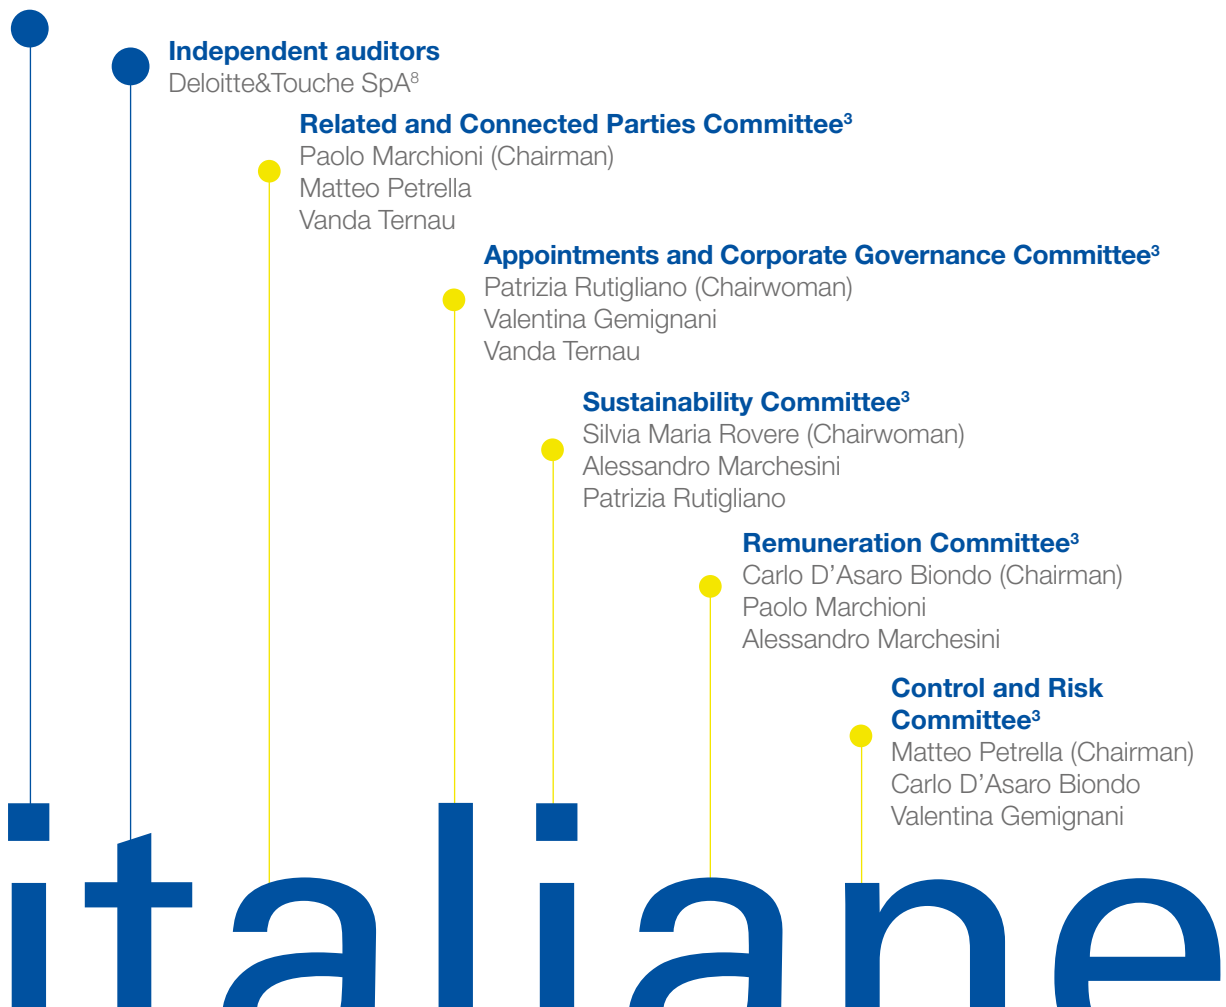 Independent auditors
Deloitte&Touche SpA⁸
Related and Connected Parties Committee³
Paolo Marchioni (Chairman)
Matteo Petrella
Vanda Ternau
Appointments and Corporate Governance Committee³
Patrizia Rutigliano (Chairwoman)
Valentina Gemignani
Vanda Ternau
Sustainability Committee³
Silvia Maria Rovere (Chairwoman)
Alessandro Marchesini
Patrizia Rutigliano
Remuneration Committee³
Carlo D’Asaro Biondo (Chairman)
Paolo Marchioni
Alessandro Marchesini
Control and Risk
Committee³
Matteo Petrella (Chairman)
Carlo D’Asaro Biondo
Valentina Gemignani
italiane